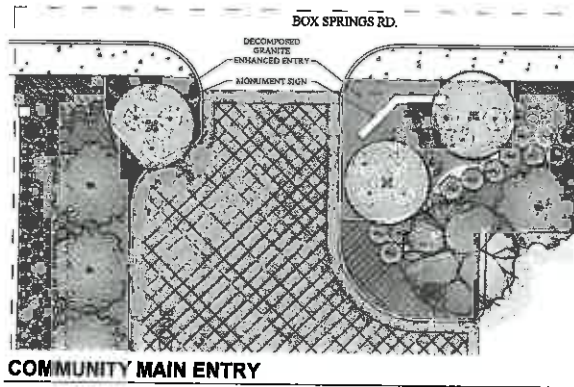 BOX SPRINGS RD.
DECOMPOSED
GRANITE
ENHANCED ENTRY
MONUMENT SIGN
COMMUNITY MAIN ENTRY